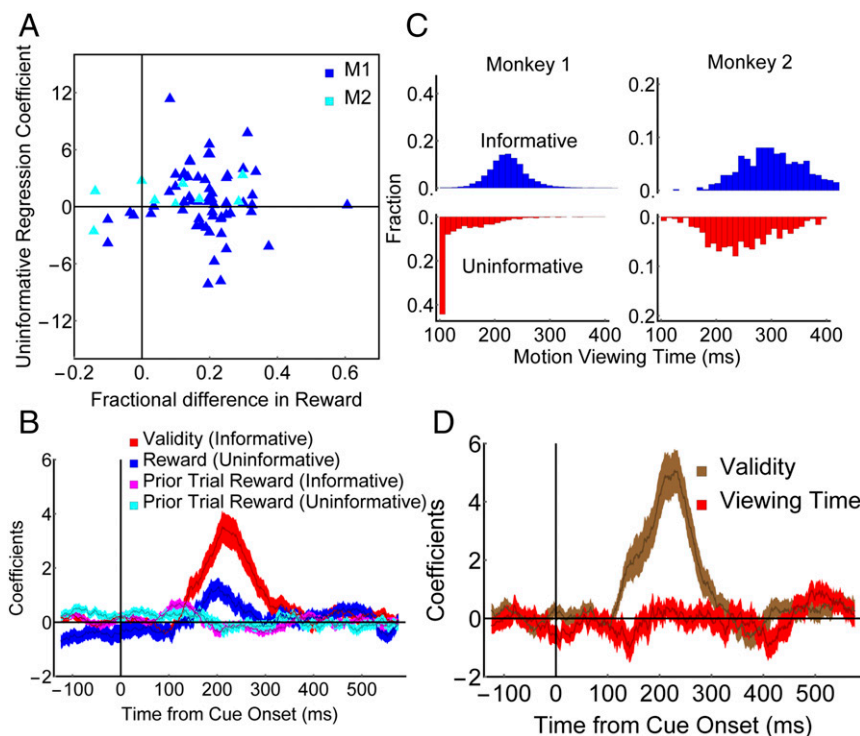 A
Uninformative Regression Coefficient
12
6
0
−6
−12
M1
M2
−0.2 0. 0.2 0.4 0.6
Fractional difference in Reward
C
Monkey 1 Monkey 2
0.4
0.2
0.
0.
0.2
0.4
0.2
0.1
0.
0.
0.1
0.2
Informative
Uninformative
Fraction
100 200 300 400 100 200 300 400
Motion Viewing Time (ms)
B
Validity (Informative)
Reward (Uninformative)
Prior Trial Reward (Informative)
Prior Trial Reward (Uninformative)
Coefficients
6
4
2
0
−2
−100 0 100 200 300 400 500
Time from Cue Onset (ms)
D
Validity
Viewing Time
Coefficients
6
4
2
0
−2
−100 0 100 200 300 400 500
Time from Cue Onset (ms)